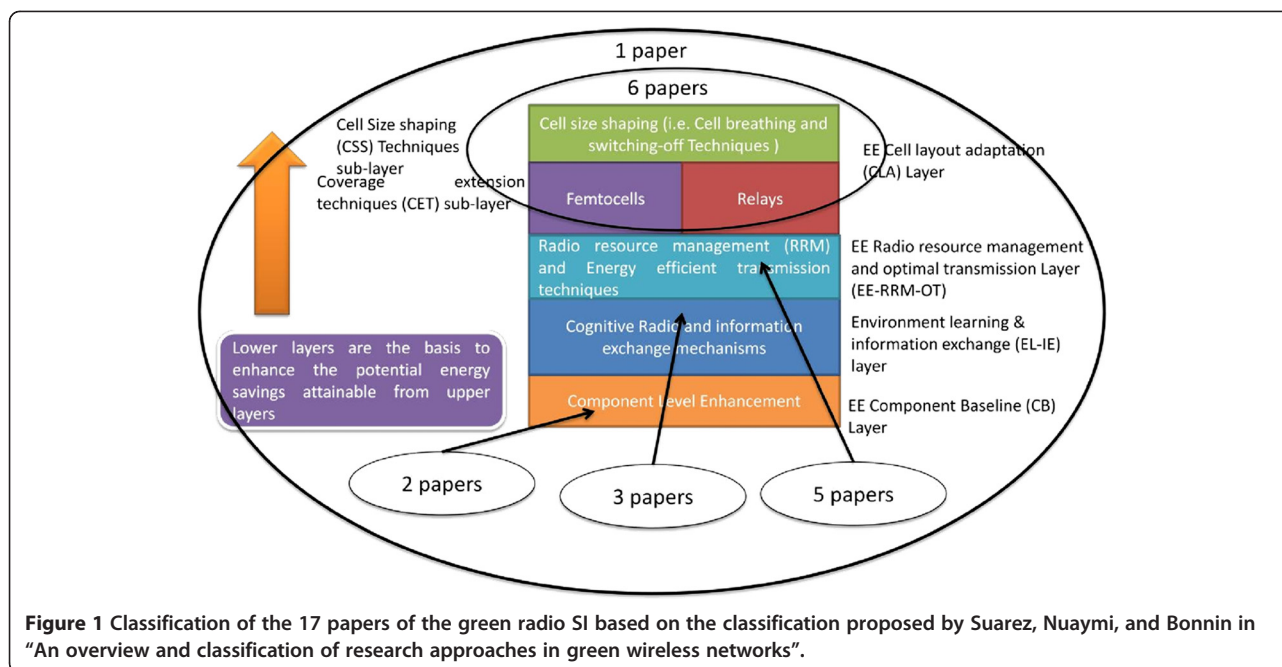 1 paper
6 papers
Cell Size shaping
(CSS) Techniques
sub-layer
Coverage extension
techniques (CET) sub-layer
Cell size shaping (i.e. Cell breathing and
switching-off Techniques )
Femtocells
Relays
EE Cell layout adaptation
(CLA) Layer
Radio resource management (RRM)
and Energy efficient transmission
techniques
EE Radio resource management
and optimal transmission Layer
(EE-RRM-OT)
Cognitive Radio and information
exchange mechanisms
Environment learning &
information exchange (EL-IE)
layer
Lower layers are the basis to
enhance the potential energy
savings attainable from upper
layers
Component Level Enhancement
EE Component Baseline (CB)
Layer
2 papers
3 papers
5 papers
Figure 1 Classification of the 17 papers of the green radio SI based on the classification proposed by Suarez, Nuaymi, and Bonnin in
“An overview and classification of research approaches in green wireless networks”.